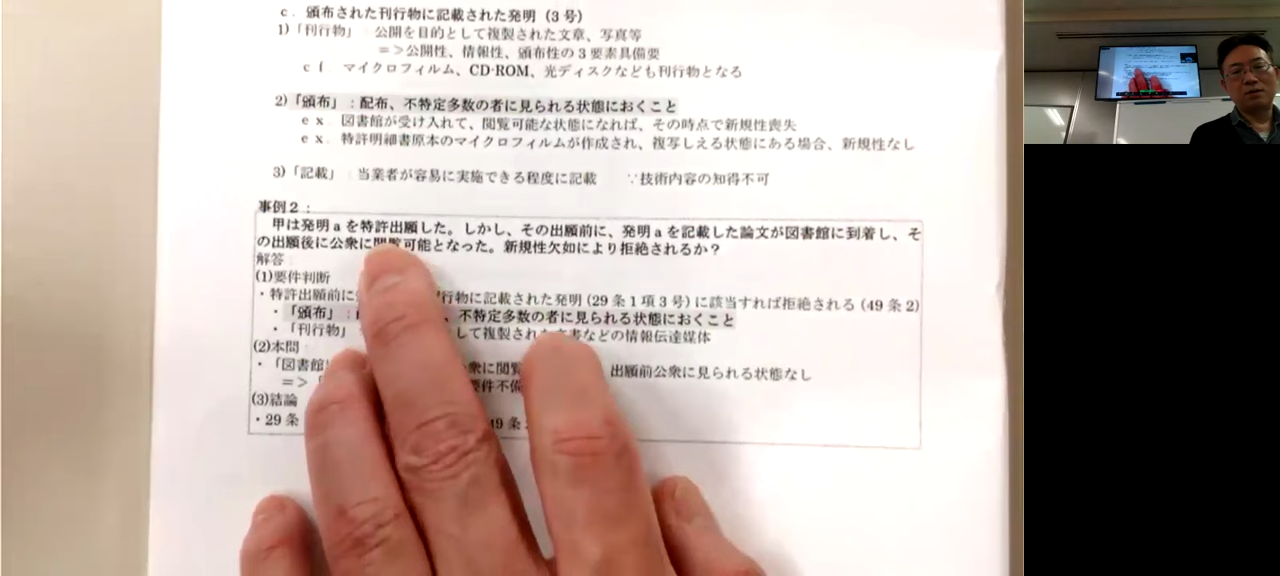 c．頒布された刊行物に記載された発明（3号）
1)「刊行物」：公開を目的として複製された文章、写真等
＝＞公開性、情報性、頒布性の3要素具備要
cf　マイクロフィルム、CD-ROM、光ディスクなども刊行物となる
2)「頒布」：配布、不特定多数の者に見られる状態におくこと
ex．図書館が受け入れて、閲覧可能な状態になれば、その時点で新規性喪失
ex．特許明細書原本のマイクロフィルムが作成され、複写しえる状態にある場合、新規性なし
3)「記載」：当業者が容易に実施できる程度に記載　∵技術内容の知得不可
事例2：
甲は発明aを特許出願した。しかし、その出願前に、発明aを記載した論文が図書館に到着し、そ
の出願後に公衆に閲覧可能となった。新規性欠如により拒絶されるか？
解答：
(1)要件判断
・特許出願前に 行物に記載された発明（29条1項3号）に該当すれば拒絶される（49条2）
・「頒布」： 、不特定多数の者に見られる状態におくこと
・「刊行物」 して複製された 書などの情報伝達媒体
(2)本問
・「図書館 衆に閲覧 出願前公衆に見られる状態なし
＝＞「 要件不備
(3)結論
・29条 49条